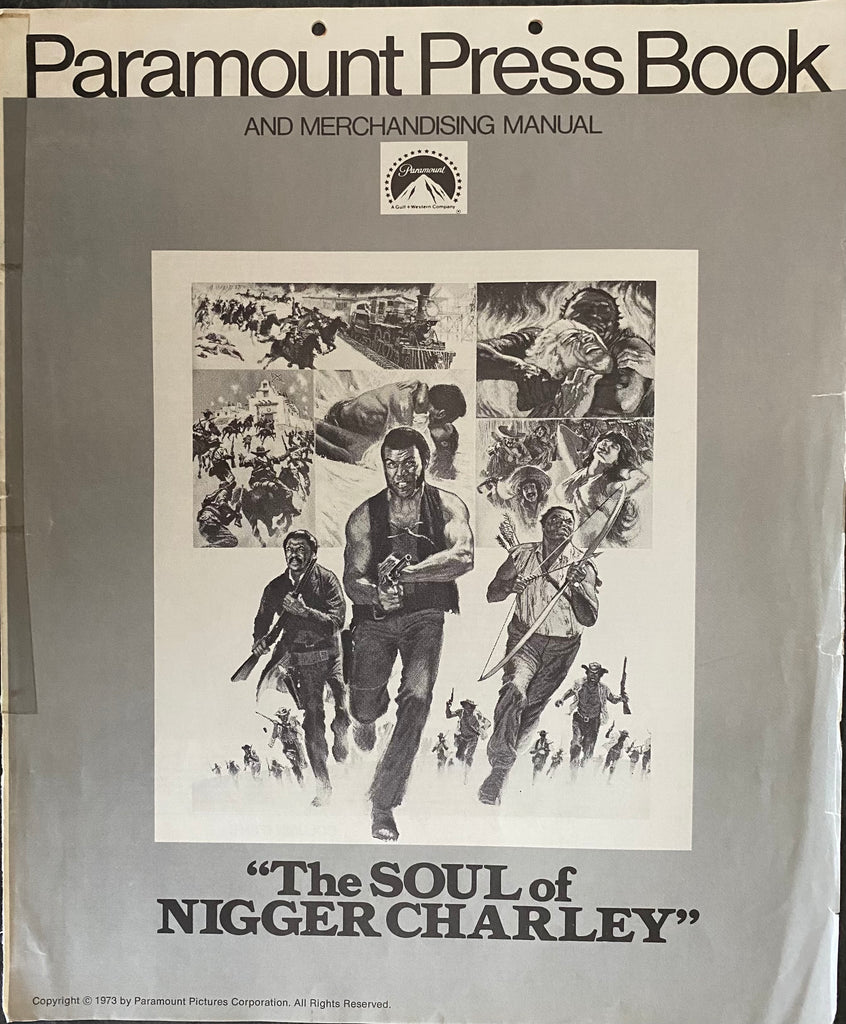 Paramount Press Book
AND MERCHANDISING MANUAL
Paramount
A Gulf + Western Company
“The SOUL of
NIGGER CHARLEY”
Copyright © 1973 by Paramount Pictures Corporation. All Rights Reserved.